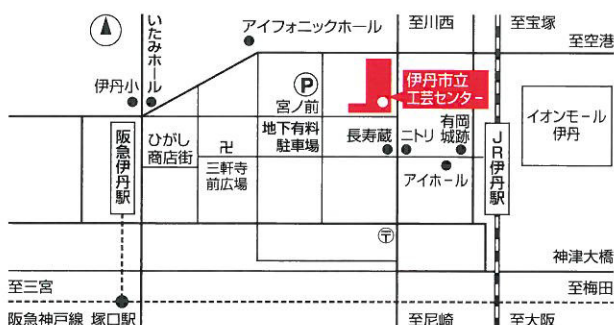 至川西
至宝塚
至空港
アイフォニックホール
いたみホール
伊丹小
P
宮ノ前
地下有料
駐車場
伊丹市立
工芸センター
イオンモール
伊丹
有岡
城跡
長寿蔵
ニトリ
アイホール
JR伊丹駅
阪急伊丹駅
ひがし
商店街
卍
三軒寺
前広場
〒
神津大橋
至三宮
至梅田
阪急神戸線 塚口駅
至尼崎
至大阪